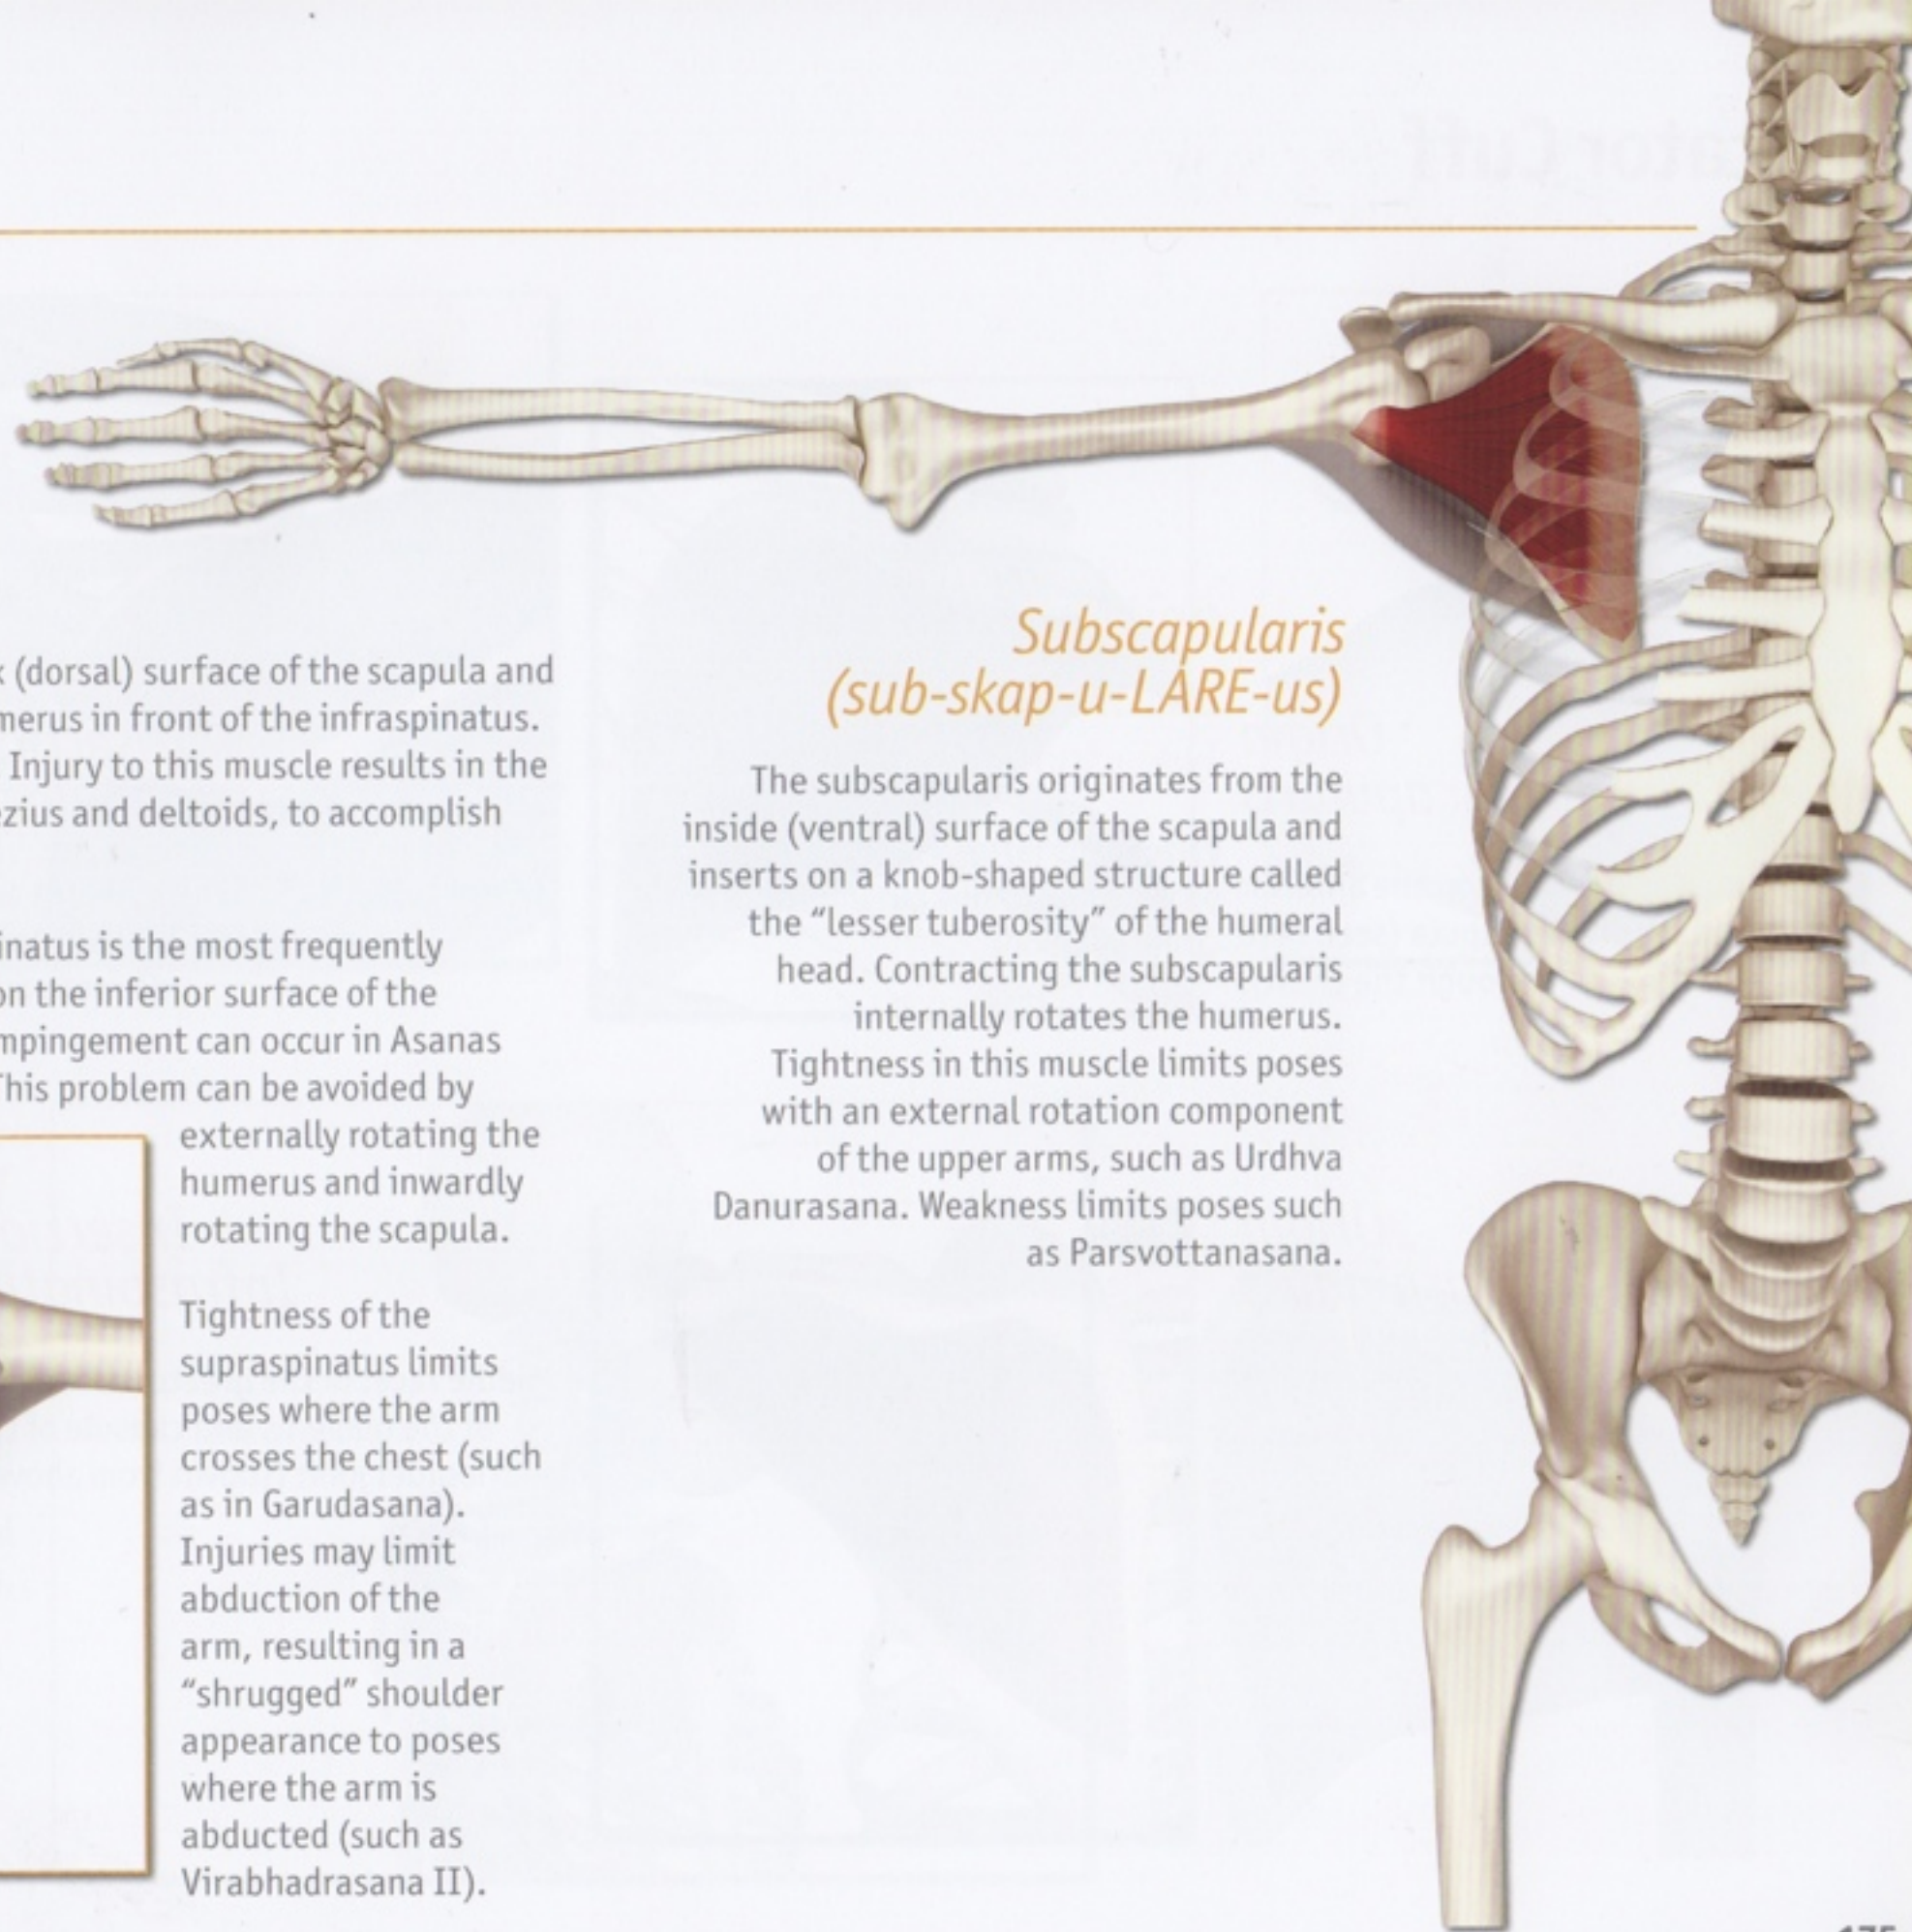 (dorsal) surface of the scapula and
in front of the infraspinatus.
Injury to this muscle results in the
and deltoids, to accomplish
is the most frequently
the inferior surface of the
can occur in Asanas
This problem can be avoided by
externally rotating the
humerus and inwardly
rotating the scapula.
Tightness of the
supraspinatus limits
poses where the arm
crosses the chest (such
as in Garudasana).
Injuries may limit
abduction of the
arm, resulting in a
“shrugged” shoulder
appearance to poses
where the arm is
abducted (such as
Virabhadrasana II).
Subscapularis
(sub-skap-u-LARE-us)
The subscapularis originates from the
inside (ventral) surface of the scapula and
inserts on a knob-shaped structure called
the “lesser tuberosity” of the humeral
head. Contracting the subscapularis
internally rotates the humerus.
Tightness in this muscle limits poses
with an external rotation component
of the upper arms, such as Urdhva
Danurasana. Weakness limits poses such
as Parsvottanasana.